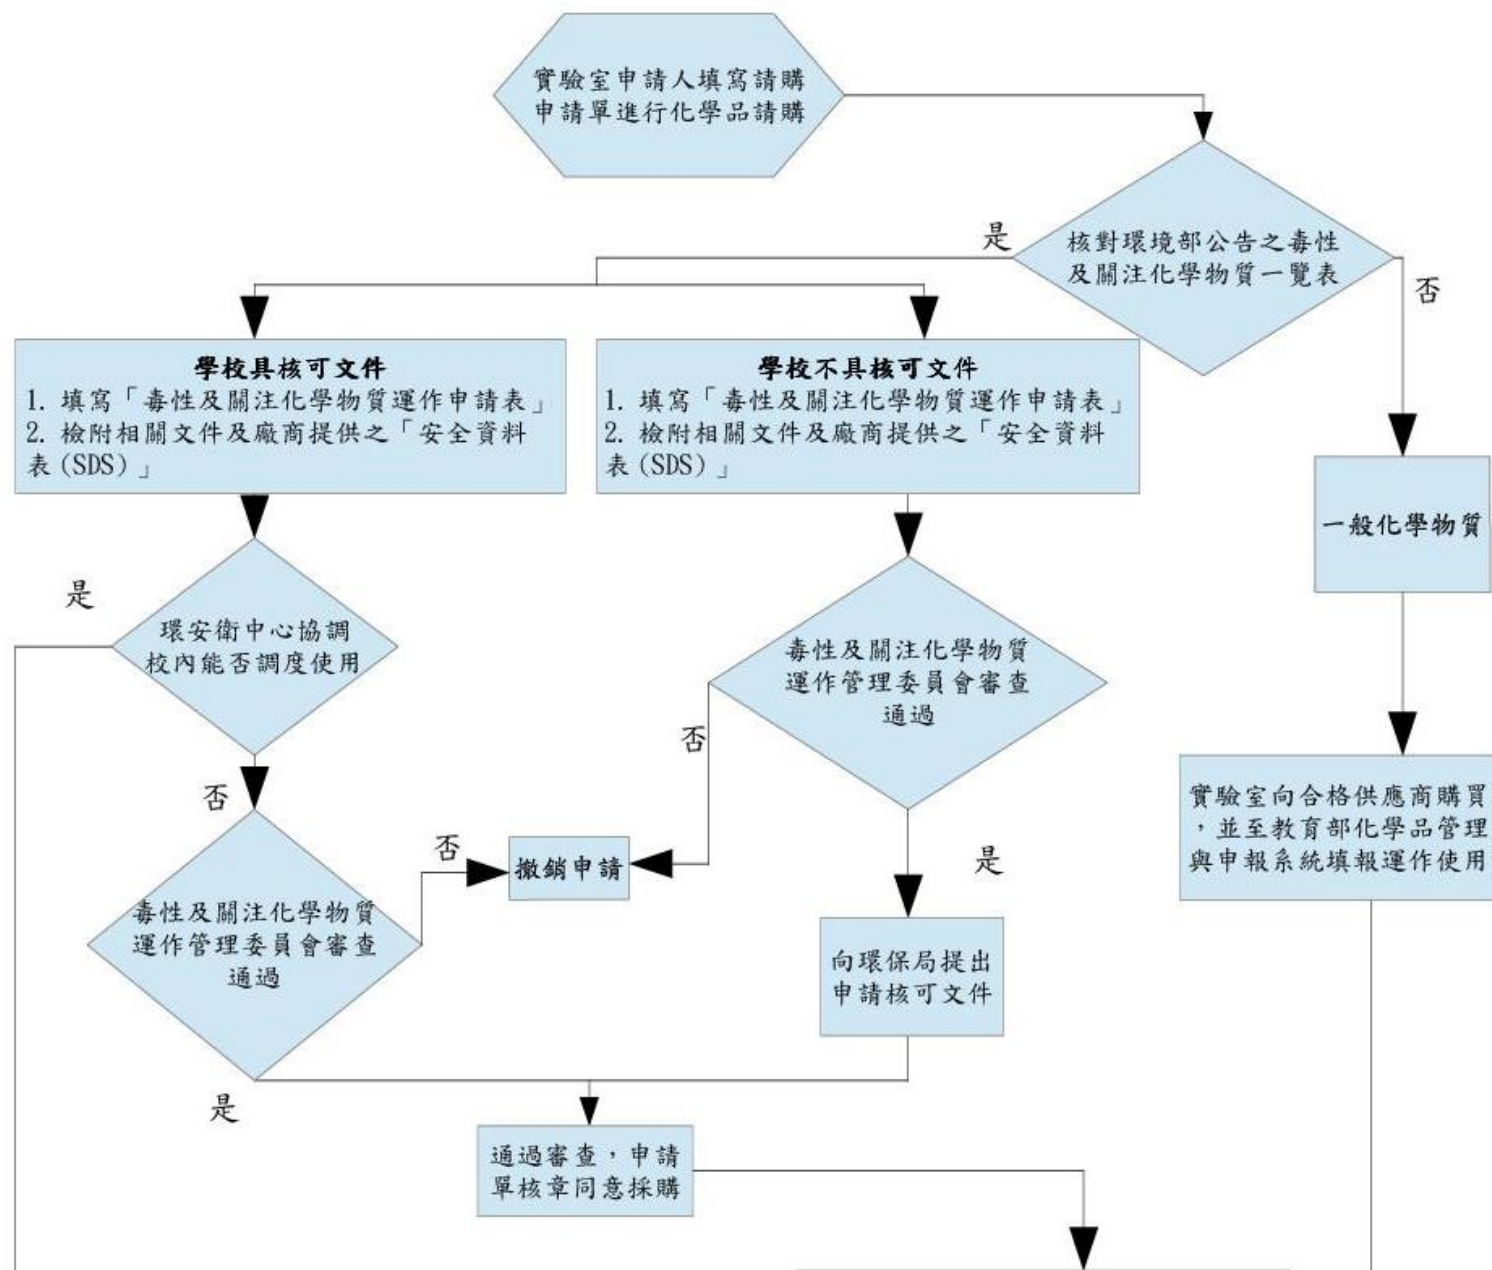 實驗室申請人填寫請購
申請單進行化學品請購
核對環境部公告之毒性
及關注化學物質一覽表
是
否
學校具核可文件
1. 填寫「毒性及關注化學物質運作申請表」
2. 檢附相關文件及廠商提供之「安全資料
表(SDS)」
學校不具核可文件
1. 填寫「毒性及關注化學物質運作申請表」
2. 檢附相關文件及廠商提供之「安全資料
表(SDS)」
一般化學物質
是
環安衛中心協調
校內能否調度使用
否
毒性及關注化學物質
運作管理委員會審查
通過
否
是
毒性及關注化學物質
運作管理委員會審查
通過
否
是
撤銷申請
向環保局提出
申請核可文件
實驗室向合格供應商購買
，並至教育部化學品管理
與申報系統填報運作使用
通過審查，申請
單核章同意採購